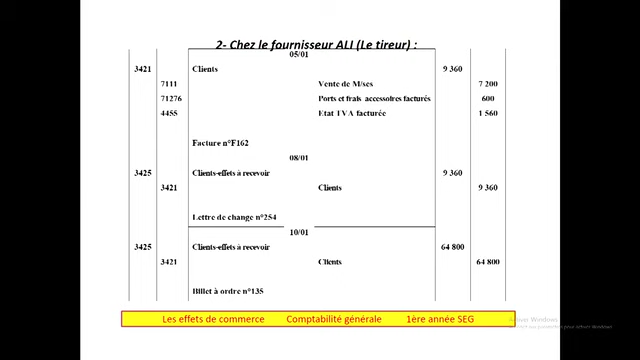 2- Chez le fournisseur ALI (Le tireur) :
05/01
3421 Clients 9 360
7111 Vente de M/ses 7 200
71276 Ports et frais accessoires facturés 600
4455 Etat TVA facturée 1 560
Facture n°F162
08/01
3425 Clients-effets à recevoir 9 360
3421 Clients 9 360
Lettre de change n°254
10/01
3425 Clients-effets à recevoir 64 800
3421 Clients 64 800
Billet à ordre n°135
Les effets de commerce Comptabilité générale 1ère année SEG
Activer Windows